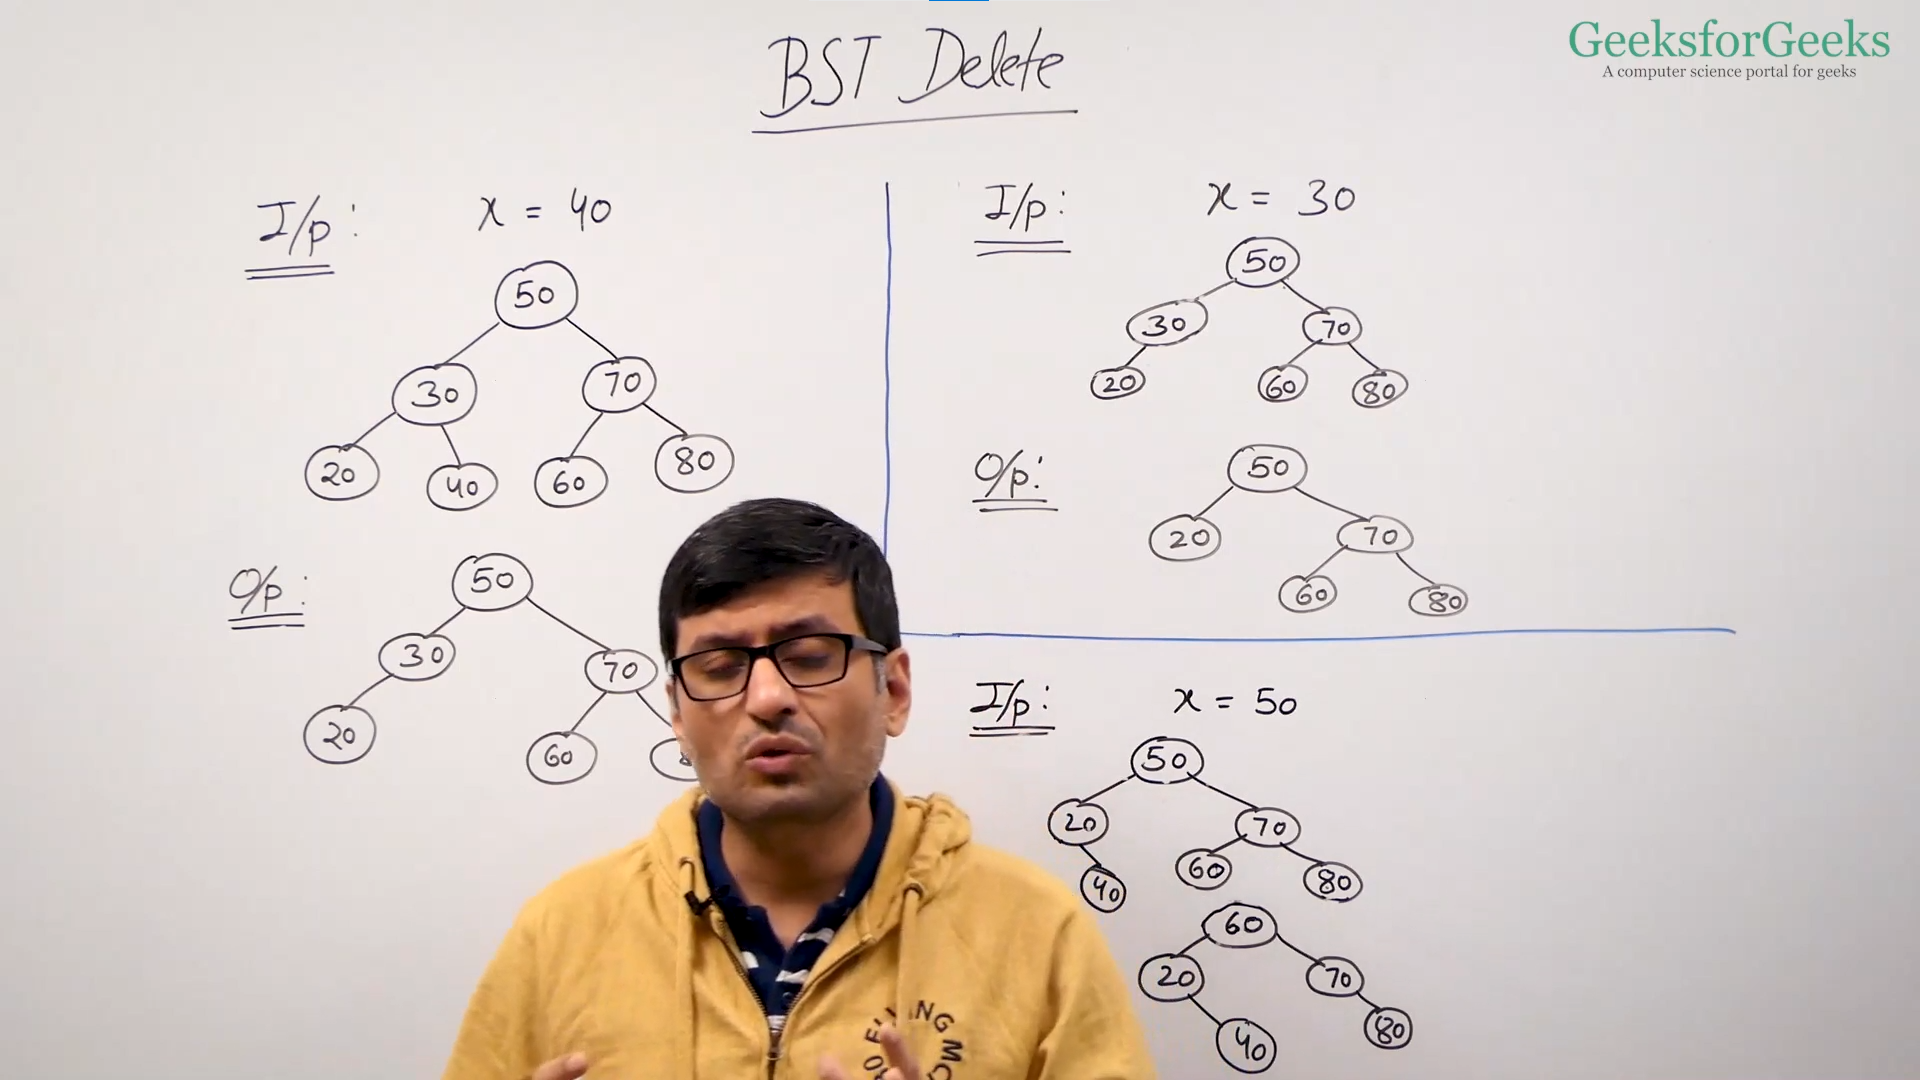 BST Delete
GeeksforGeeks
A computer science portal for geeks
I/p: x = 40
50
30 70
20 40 60 80
O/p:
50
30 70
20 60
I/p: x = 30
50
30 70
20 60 80
O/p:
50
20 70
60 80
I/p: x = 50
50
20 70
40 60 80
60
20 70
40 80